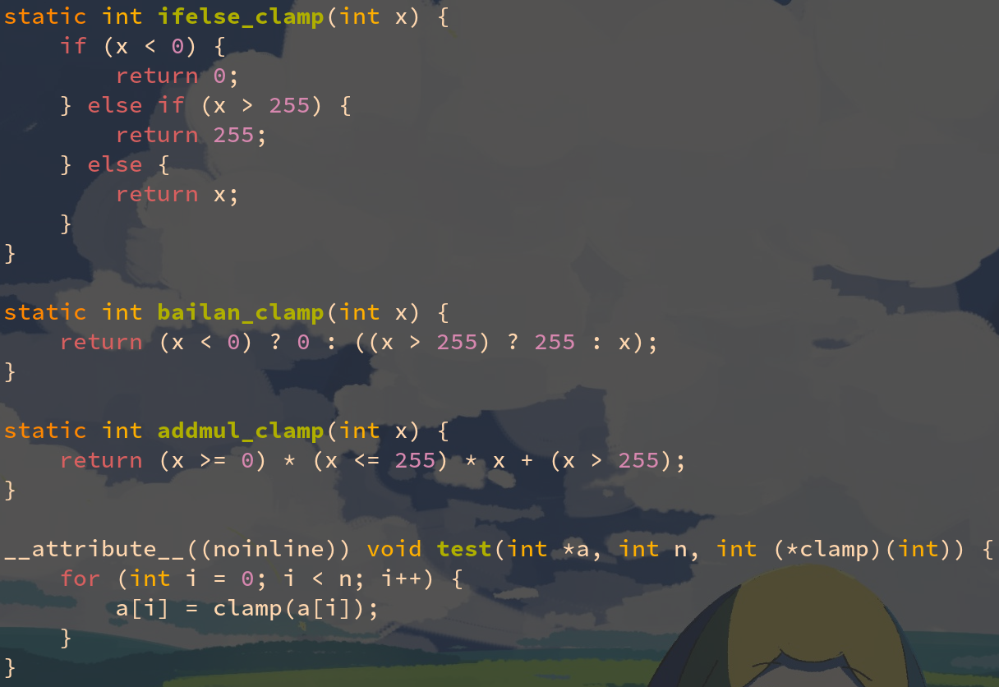 static int ifelse_clamp(int x) {
    if (x < 0) {
        return 0;
    } else if (x > 255) {
        return 255;
    } else {
        return x;
    }
}

static int bailan_clamp(int x) {
    return (x < 0) ? 0 : ((x > 255) ? 255 : x);
}

static int addmul_clamp(int x) {
    return (x >= 0) * (x <= 255) * x + (x > 255);
}

__attribute__((noinline)) void test(int *a, int n, int (*clamp)(int)) {
    for (int i = 0; i < n; i++) {
        a[i] = clamp(a[i]);
    }
}